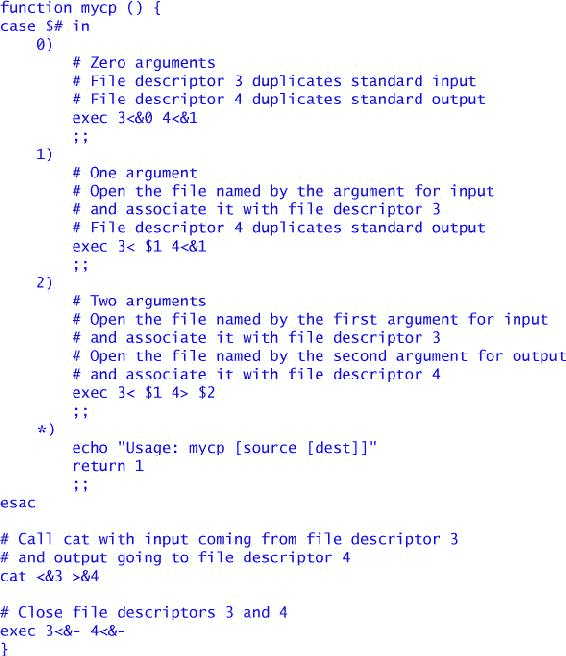 function mycp () {
case $# in
    0)
        # Zero arguments
        # File descriptor 3 duplicates standard input
        # File descriptor 4 duplicates standard output
        exec 3<&0 4<&1
        ;;
    1)
        # One argument
        # Open the file named by the argument for input
        # and associate it with file descriptor 3
        # File descriptor 4 duplicates standard output
        exec 3< $1 4<&1
        ;;
    2)
        # Two arguments
        # Open the file named by the first argument for input
        # and associate it with file descriptor 3
        # Open the file named by the second argument for output
        # and associate it with file descriptor 4
        exec 3< $1 4> $2
        ;;
    *)
        echo "Usage: mycp [source [dest]]"
        return 1
        ;;
esac

# Call cat with input coming from file descriptor 3
# and output going to file descriptor 4
cat <&3 >&4

# Close file descriptors 3 and 4
exec 3<&- 4<&-
}